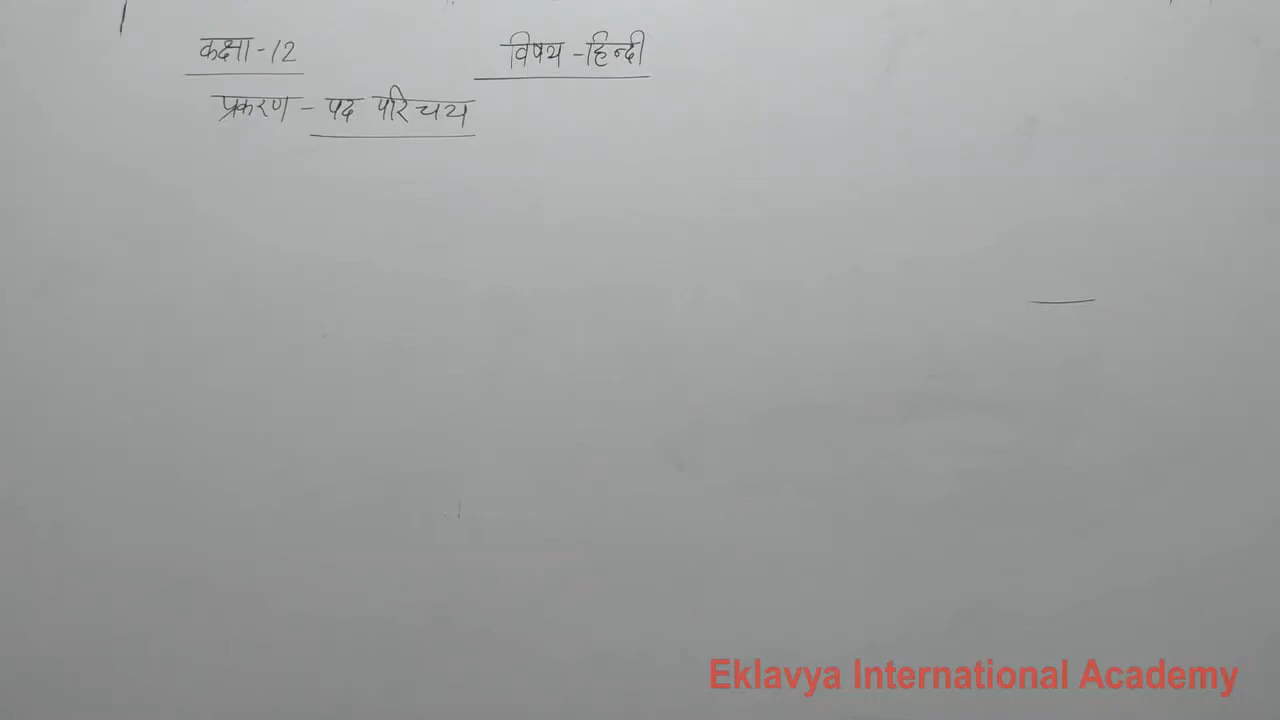 कक्षा-12 विषय-हिन्दी
प्रकरण - पद परिचय
Eklavya International Academy